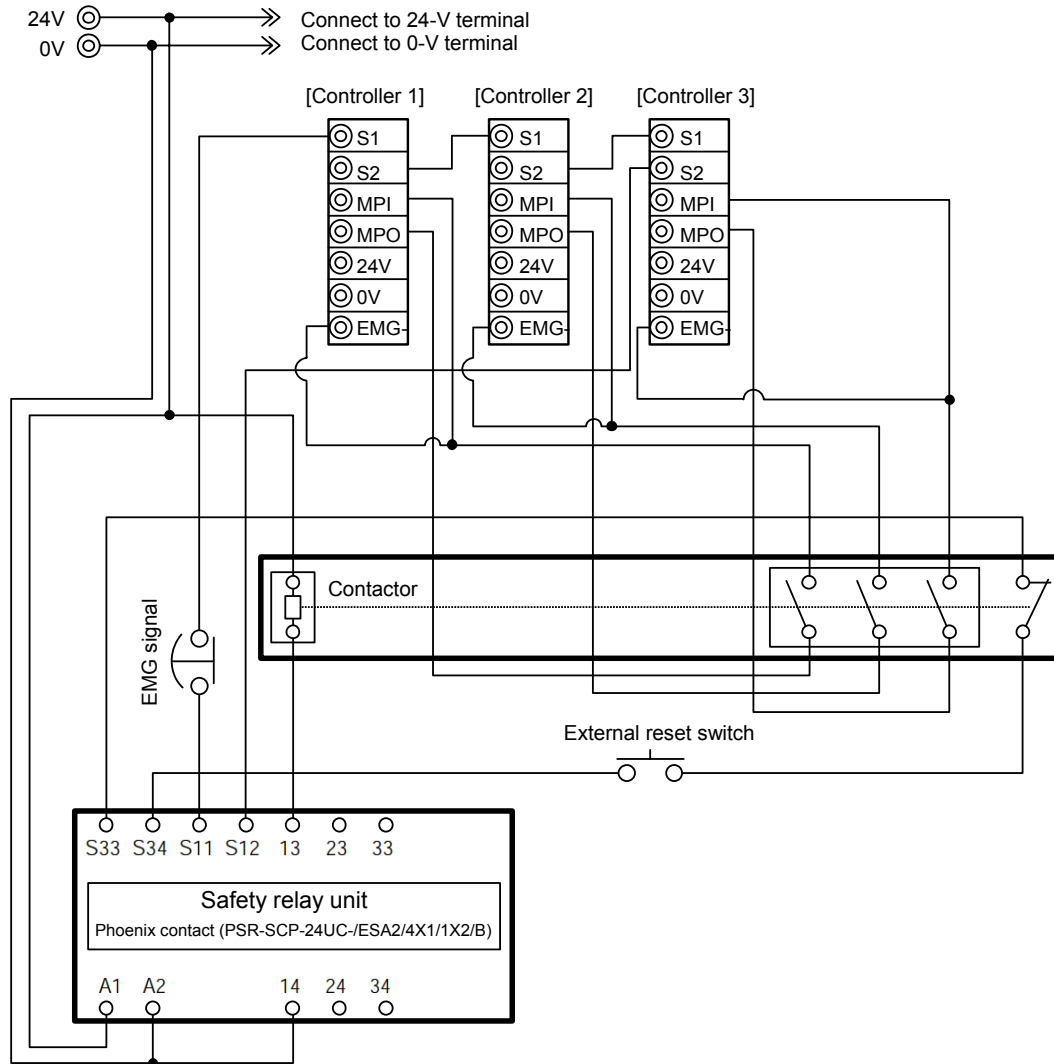 24V
Connect to 24-V terminal
0V
Connect to 0-V terminal
[Controller 1] [Controller 2] [Controller 3]
S1 S1 S1
S2 S2 S2
MPI MPI MPI
MPO MPO MPO
24V 24V 24V
0V 0V 0V
EMG- EMG- EMG-
Contactor
EMG signal
External reset switch
S33 S34 S11 S12 13 23 33
Safety relay unit
Phoenix contact (PSR-SCP-24UC-/ESA2/4X1/1X2/B)
A1 A2 14 24 34